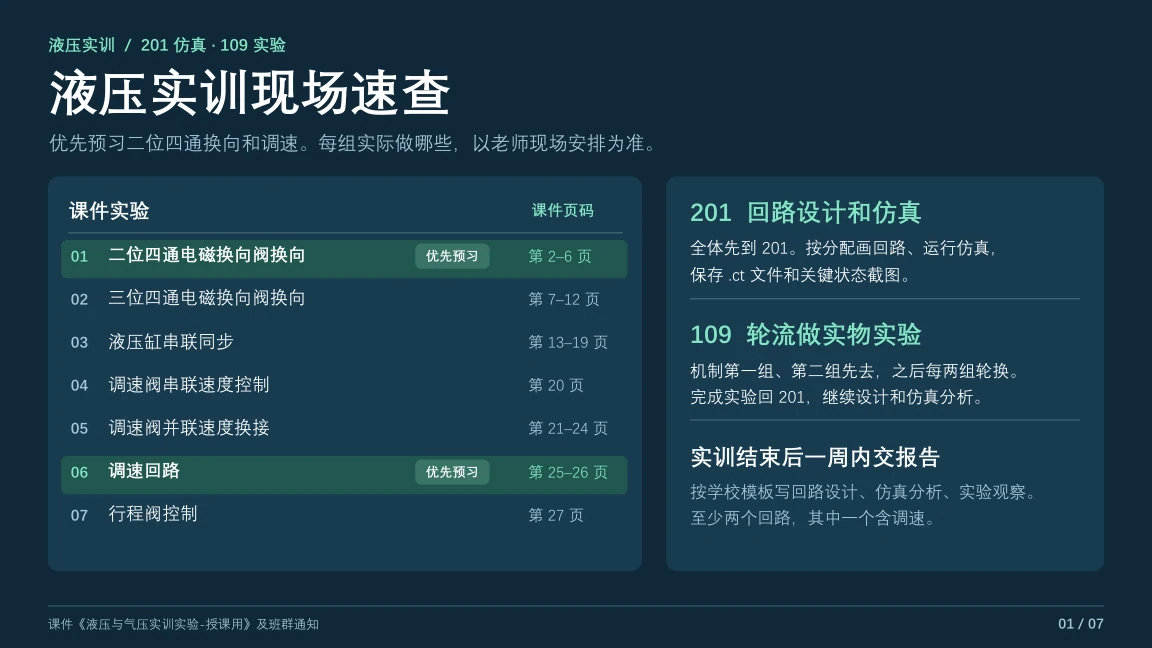 液压实训 / 201 仿真 · 109 实验
液压实训现场速查
优先预习二位四通换向和调速。每组实际做哪些，以老师现场安排为准。
课件实验 课件页码
01 二位四通电磁换向阀换向 优先预习 第 2–6 页
02 三位四通电磁换向阀换向 第 7–12 页
03 液压缸串联同步 第 13–19 页
04 调速阀串联速度控制 第 20 页
05 调速阀并联速度换接 第 21–24 页
06 调速回路 优先预习 第 25–26 页
07 行程阀控制 第 27 页
201 回路设计和仿真
全体先到 201。按分配画回路、运行仿真，
保存 .ct 文件和关键状态截图。
109 轮流做实物实验
机制第一组、第二组先去，之后每两组轮换。
完成实验回 201，继续设计和仿真分析。
实训结束后一周内交报告
按学校模板写回路设计、仿真分析、实验观察。
至少两个回路，其中一个含调速。
课件《液压与气压实训实验-授课用》及班群通知
01 / 07